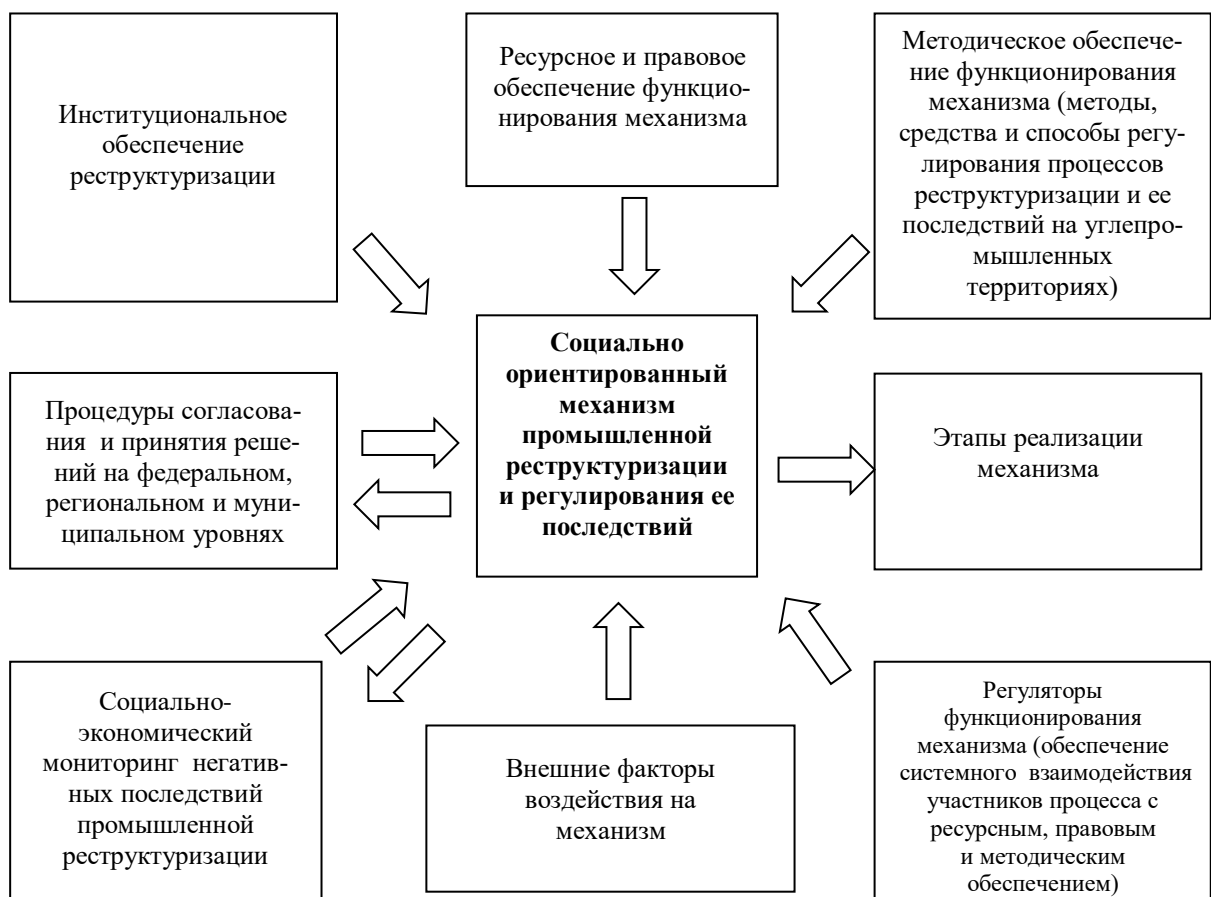 Институциональное
обеспечение
реструктуризации
Ресурсное и правовое
обеспечение функцио-
нирования механизма
Методическое обеспече-
ние функционирования
механизма (методы,
средства и способы регу-
лирования процессов
реструктуризации и ее
последствий на углепро-
мышленных
территориях)
Процедуры согласова-
ния и принятия реше-
ний на федеральном,
региональном и муни-
ципальном уровнях
Социально
ориентированный
механизм
промышленной
реструктуризации
и регулирования ее
последствий
Этапы реализации
механизма
Социально-
экономический
мониторинг негатив-
ных последствий
промышленной
реструктуризации
Внешние факторы
воздействия на
механизм
Регуляторы
функционирования
механизма (обеспечение
системного взаимодействия
участников процесса с
ресурсным, правовым
и методическим
обеспечением)